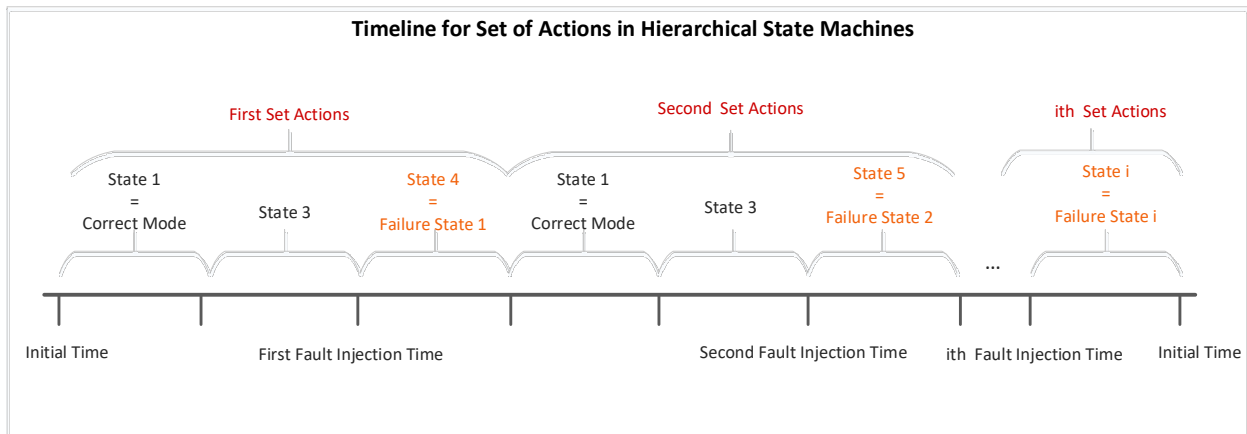 Timeline for Set of Actions in Hierarchical State Machines
First Set Actions
Second Set Actions
ith Set Actions
State 1
=
Correct Mode
State 3
State 4
=
Failure State 1
State 1
=
Correct Mode
State 3
State 5
=
Failure State 2
...
State i
=
Failure State i
Initial Time
First Fault Injection Time
Second Fault Injection Time
ith Fault Injection Time
Initial Time